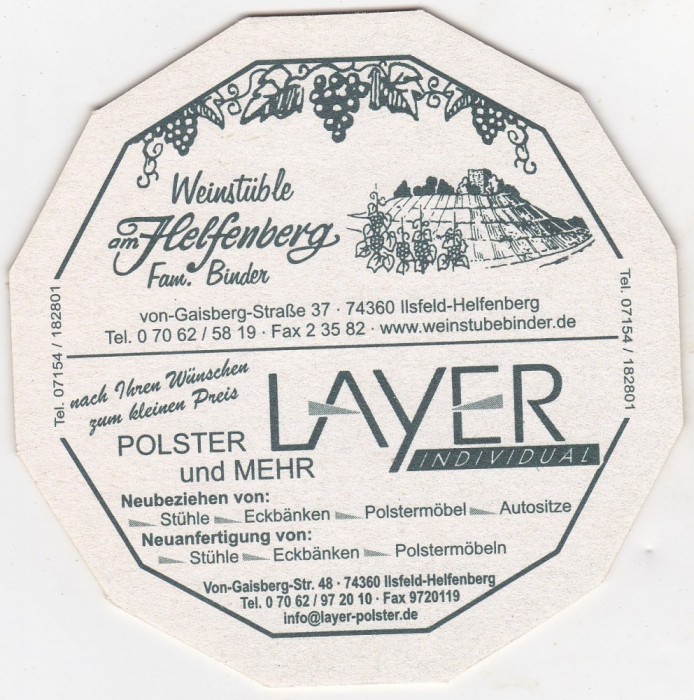 Weinstüble
am Helfenberg
Fam. Binder
von-Gaisberg-Straße 37 · 74360 Ilsfeld-Helfenberg
Tel. 0 70 62 / 58 19 · Fax 2 35 82 · www.weinstubebinder.de
Tel. 07154 / 182801
Tel. 07154 / 182801
nach Ihren Wünschen
zum kleinen Preis
LAYER
INDIVIDUAL
POLSTER
und MEHR
Neubeziehen von:
Stühle Eckbänken Polstermöbel Autositze
Neuanfertigung von:
Stühle Eckbänken Polstermöbeln
Von-Gaisberg-Str. 48 · 74360 Ilsfeld-Helfenberg
Tel. 0 70 62 / 97 20 10 · Fax 9720119
info@layer-polster.de